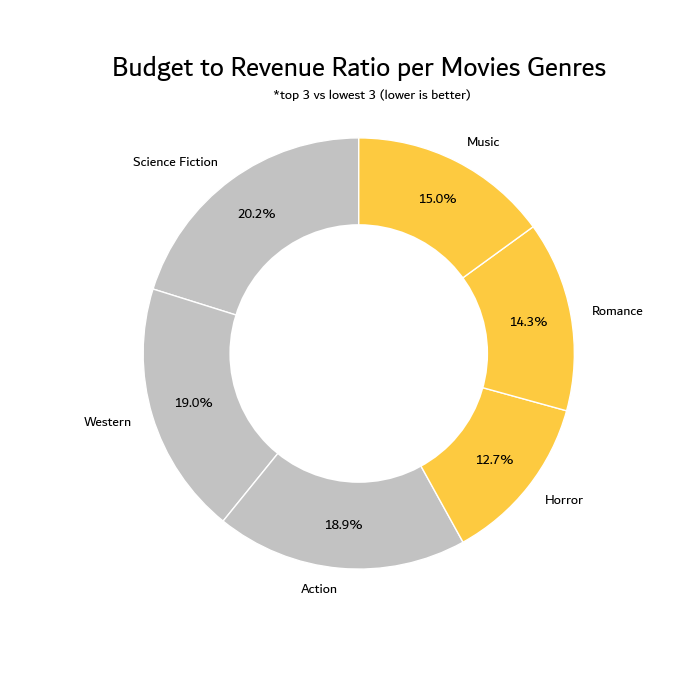 Budget to Revenue Ratio per Movies Genres
*top 3 vs lowest 3 (lower is better)
Music
Science Fiction
15.0%
20.2%
Romance
14.3%
19.0%
Western
12.7%
Horror
18.9%
Action